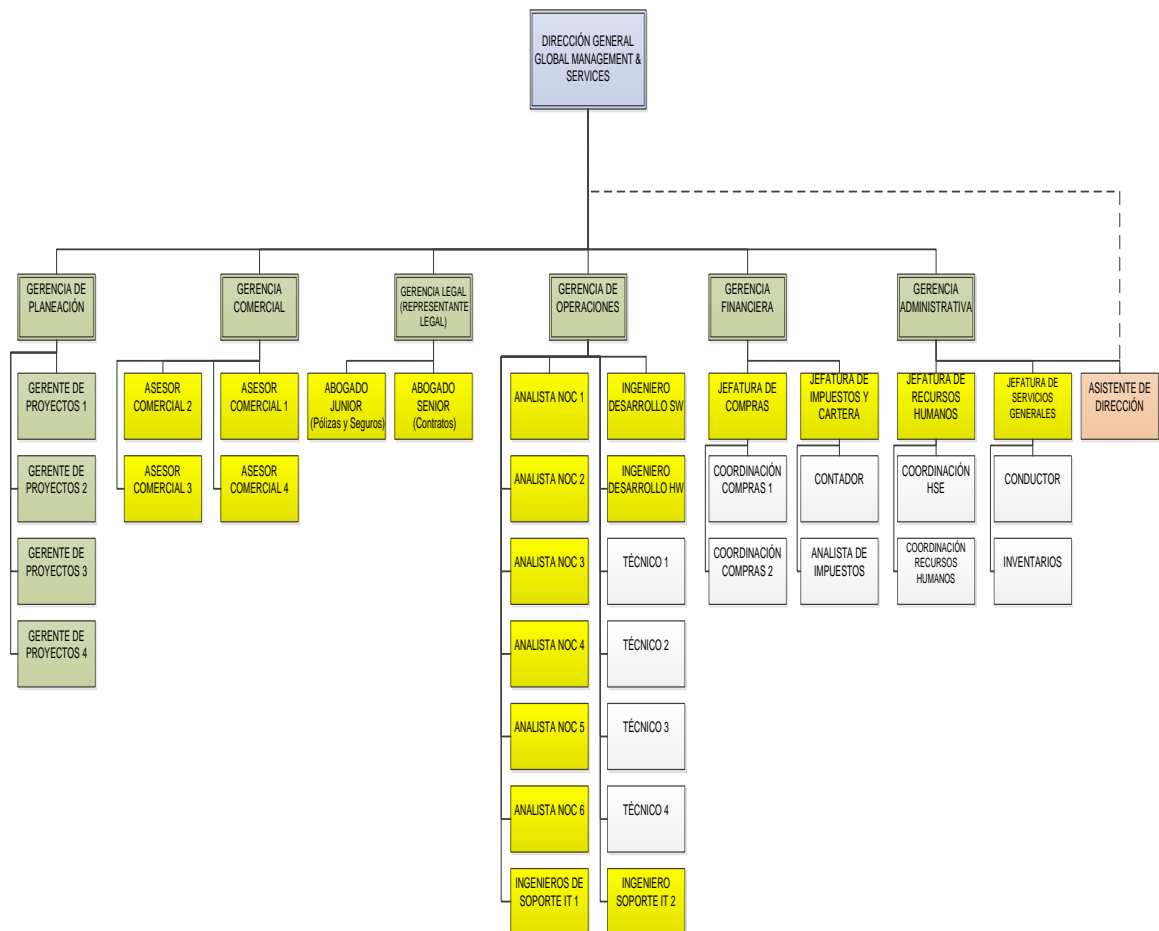 DIRECCIÓN GENERAL
GLOBAL MANAGEMENT &
SERVICES
GERENCIA DE
PLANEACIÓN
GERENCIA
COMERCIAL
GERENCIA LEGAL
(REPRESENTANTE
LEGAL)
GERENCIA DE
OPERACIONES
GERENCIA
FINANCIERA
GERENCIA
ADMINISTRATIVA
GERENTE DE
PROYECTOS 1
ASESOR
COMERCIAL 2
ASESOR
COMERCIAL 1
ABOGADO
JUNIOR
(Pólizas y Seguros)
ABOGADO
SENIOR
(Contratos)
ANALISTA NOC 1
INGENIERO
DESARROLLO SW
JEFATURA DE
COMPRAS
JEFATURA DE
IMPUESTOS Y
CARTERA
JEFATURA DE
RECURSOS
HUMANOS
JEFATURA DE
SERVICIOS
GENERALES
ASISTENTE DE
DIRECCIÓN
GERENTE DE
PROYECTOS 2
ASESOR
COMERCIAL 3
ASESOR
COMERCIAL 4
ANALISTA NOC 2
INGENIERO
DESARROLLO HW
COORDINACIÓN
COMPRAS 1
CONTADOR
COORDINACIÓN
HSE
CONDUCTOR
GERENTE DE
PROYECTOS 3
ANALISTA NOC 3
TÉCNICO 1
COORDINACIÓN
COMPRAS 2
ANALISTA DE
IMPUESTOS
COORDINACIÓN
RECURSOS
HUMANOS
INVENTARIOS
GERENTE DE
PROYECTOS 4
ANALISTA NOC 4
TÉCNICO 2
ANALISTA NOC 5
TÉCNICO 3
ANALISTA NOC 6
TÉCNICO 4
INGENIEROS DE
SOPORTE IT 1
INGENIERO
SOPORTE IT 2